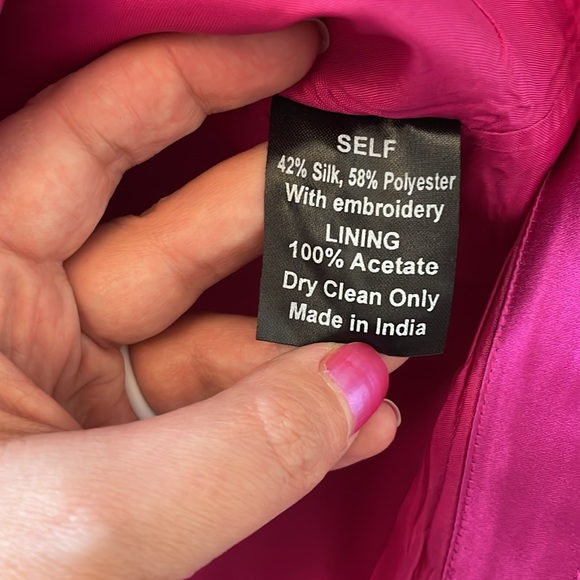 SELF
42% Silk, 58% Polyester
With embroidery
LINING
100% Acetate
Dry Clean Only
Made in India